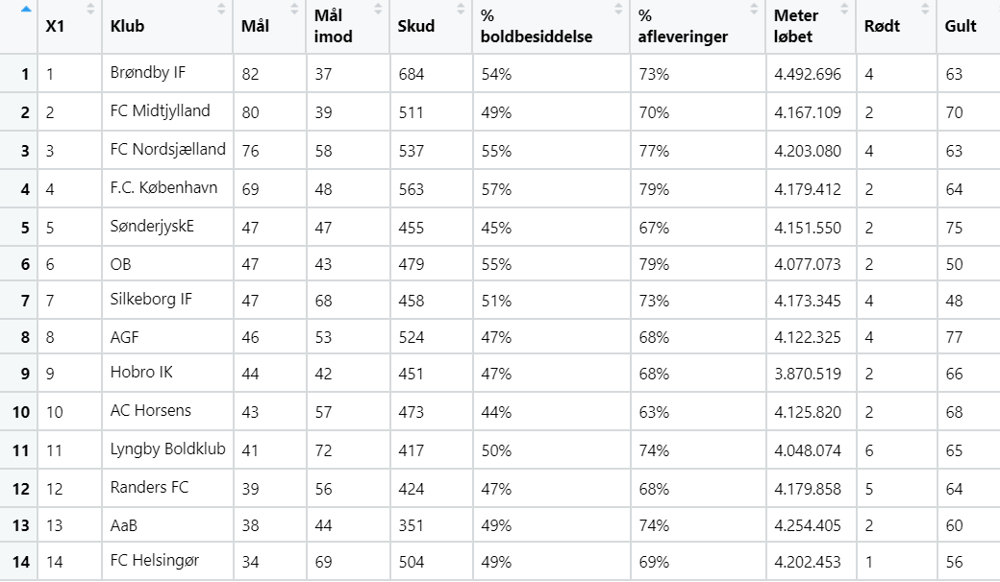 X1 Klub Mål Mål imod Skud % boldbesiddelse % afleveringer Meter løbet Rødt Gult
1 1 Brøndby IF 82 37 684 54% 73% 4.492.696 4 63
2 2 FC Midtjylland 80 39 511 49% 70% 4.167.109 2 70
3 3 FC Nordsjælland 76 58 537 55% 77% 4.203.080 4 63
4 4 F.C. København 69 48 563 57% 79% 4.179.412 2 64
5 5 SønderjyskE 47 47 455 45% 67% 4.151.550 2 75
6 6 OB 47 43 479 55% 79% 4.077.073 2 50
7 7 Silkeborg IF 47 68 458 51% 73% 4.173.345 4 48
8 8 AGF 46 53 524 47% 68% 4.122.325 4 77
9 9 Hobro IK 44 42 451 47% 68% 3.870.519 2 66
10 10 AC Horsens 43 57 473 44% 63% 4.125.820 2 68
11 11 Lyngby Boldklub 41 72 417 50% 74% 4.048.074 6 65
12 12 Randers FC 39 56 424 47% 68% 4.179.858 5 64
13 13 AaB 38 44 351 49% 74% 4.254.405 2 60
14 14 FC Helsingør 34 69 504 49% 69% 4.202.453 1 56